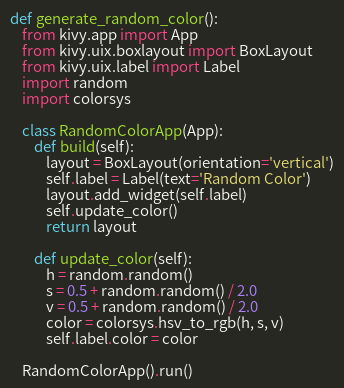 def generate_random_color():
    from kivy.app import App
    from kivy.uix.boxlayout import BoxLayout
    from kivy.uix.label import Label
    import random
    import colorsys

    class RandomColorApp(App):
        def build(self):
            layout = BoxLayout(orientation='vertical')
            self.label = Label(text='Random Color')
            layout.add_widget(self.label)
            self.update_color()
            return layout

        def update_color(self):
            h = random.random()
            s = 0.5 + random.random() / 2.0
            v = 0.5 + random.random() / 2.0
            color = colorsys.hsv_to_rgb(h, s, v)
            self.label.color = color

    RandomColorApp().run()